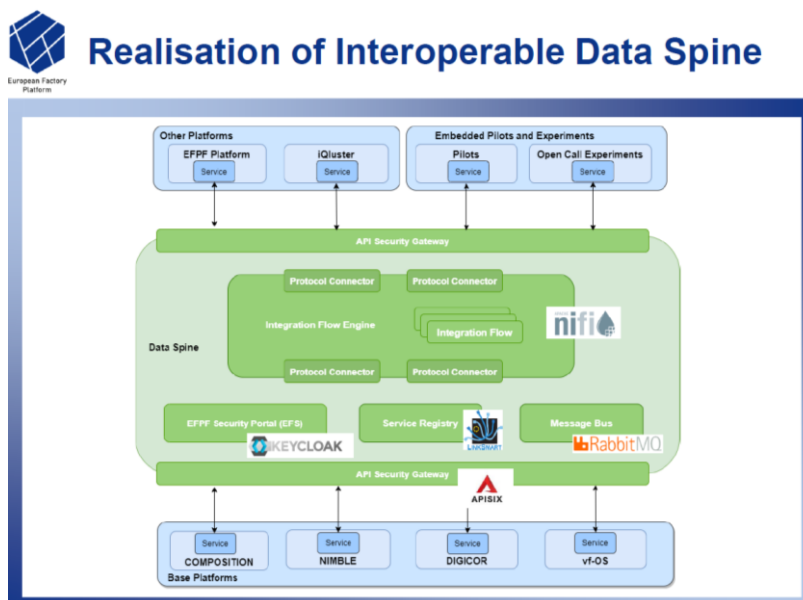 Realisation of Interoperable Data Spine
European Factory
Platform
Other Platforms
EFPF Platform
Service
iQluster
Service
Embedded Pilots and Experiments
Pilots
Service
Open Call Experiments
Service
API Security Gateway
Protocol Connector
Protocol Connector
Integration Flow Engine
Integration Flow
nifi
Data Spine
Protocol Connector
Protocol Connector
EFPF Security Portal (EFS)
KEYCLOAK
Service Registry
LINKSMART
Message Bus
RabbitMQ
API Security Gateway
APISIX
Service
COMPOSITION
Service
NIMBLE
Service
DIGICOR
Service
vf-OS
Base Platforms